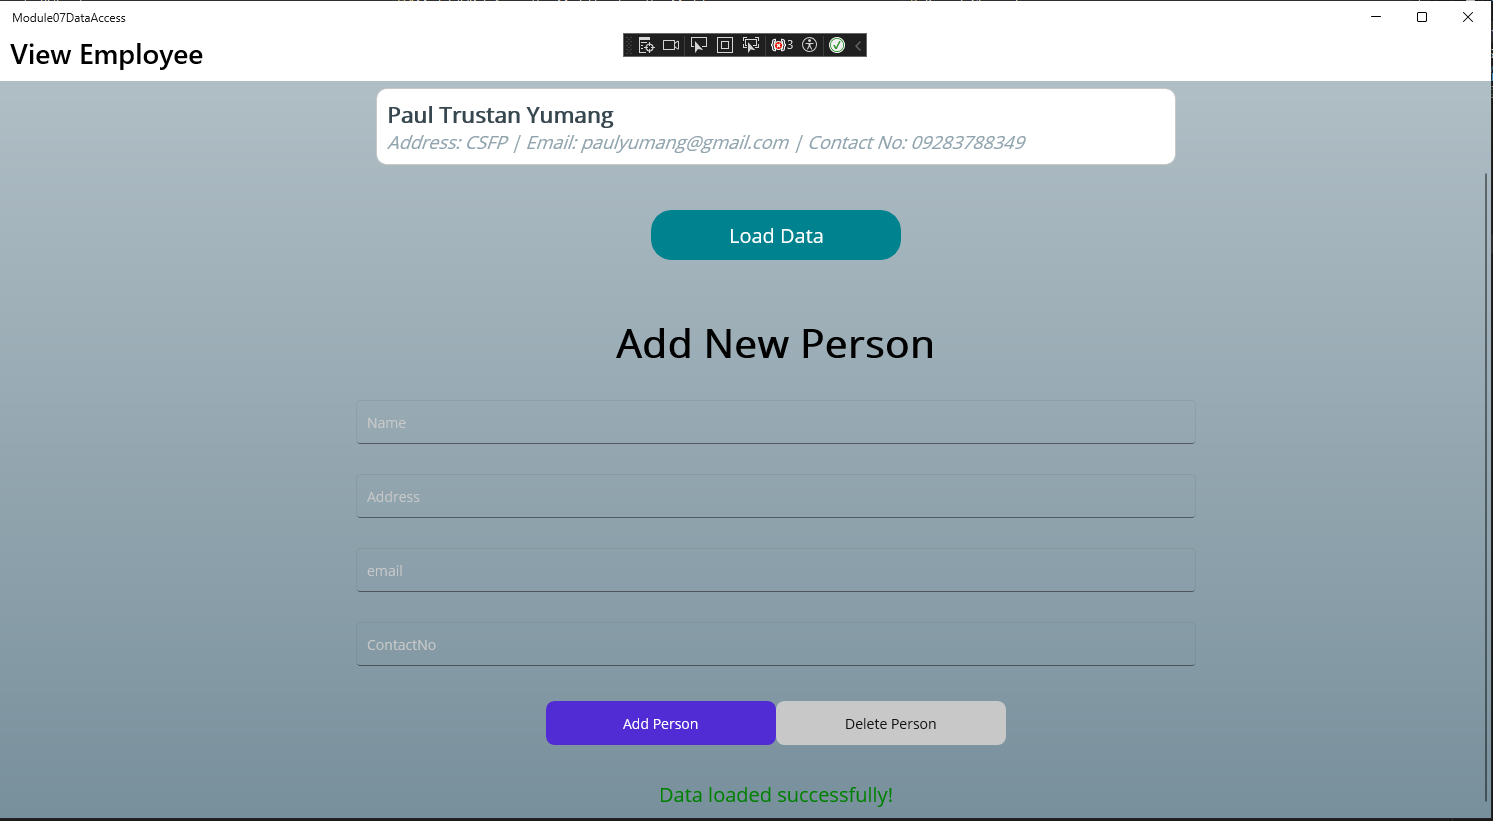 Module07DataAccess
View Employee
3
Paul Trustan Yumang
Address: CSFP | Email: paulyumang@gmail.com | Contact No: 09283788349
Load Data
Add New Person
Name
Address
email
ContactNo
Add Person
Delete Person
Data loaded successfully!